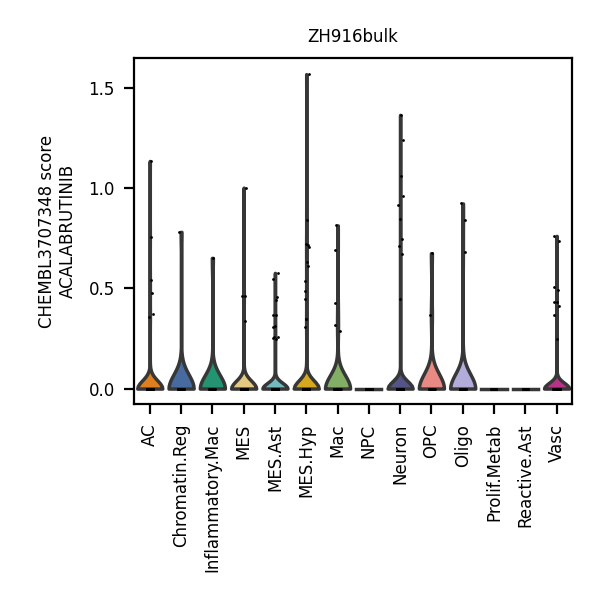 ZH916bulk
CHEMBL3707348 score
ACALABRUTINIB
1.5
1.0
0.5
0.0
AC
Chromatin.Reg
Inflammatory.Mac
MES
MES.Ast
MES.Hyp
Mac
NPC
Neuron
OPC
Oligo
Prolif.Metab
Reactive.Ast
Vasc